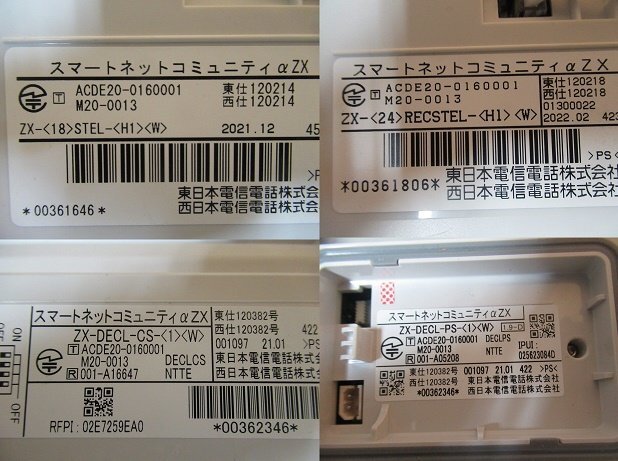 スマートネットコミュニティαZX
T ACDE20-0160001 東仕120214
M20-0013 西仕120214
ZX-<18>STEL-<H1><W> 2021.12 45
>P
*00361646*
東日本電信電話株式
西日本電信電話株式
スマートネットコミュニティαZX
T ACDE20-0160001 東仕120218
M20-0013 西仕120218
01300022
ZX-<24>RECSTEL-<H1><W> 2022.02 423
>PS<
*00361806*
東日本電信電話株式会
西日本電信電話株式会
スマートネットコミュニティαZX
ZX-DECL-CS-<1><W>
T ACDE20-0160001
M20-0013 DECLCS
R 001-A16647 NTTE
RFPI: 02E7259EA0
東仕120382号
西仕120382号 422
001097 21.01 >PS<
東日本電信電話株式会社
西日本電信電話株式会社
*00362346*
ON
OFF
OFF
スマートネットコミュニティαZX
ZX-DECL-PS-<1><W> 1.9-D
T ACDE20-0160001 DECLPS
M20-0013 NTTE
R 001-A05208
IPUI:
025623084D
東仕120382号 001097 21.01 422 >PS<
西仕120382号 東日本電信電話株式会社
西日本電信電話株式会社
*00362346*